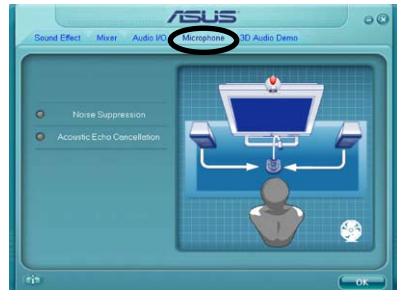 ASUS
Sound Effect Mixer Audio I/O Microphone 3D Audio Demo
Noise Suppression
Acoustic Echo Cancellation
OK